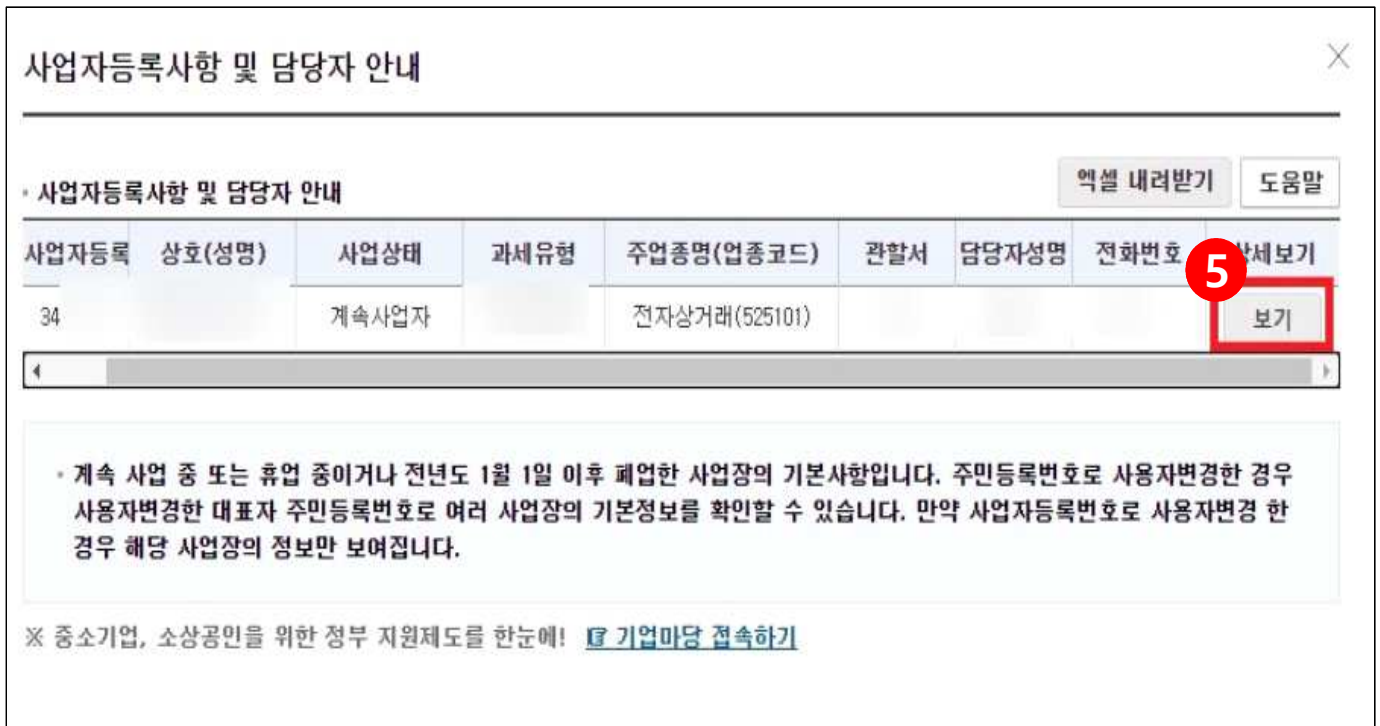 사업자등록사항 및 담당자 안내
사업자등록사항 및 담당자 안내
엑셀 내려받기
도움말
사업자등록 상호(성명) 사업상태 과세유형 주업종명(업종코드) 관할서 담당자성명 전화번호 상세보기
5
34 계속사업자 전자상거래(525101) 보기
· 계속 사업 중 또는 휴업 중이거나 전년도 1월 1일 이후 폐업한 사업장의 기본사항입니다. 주민등록번호로 사용자변경한 경우
사용자변경한 대표자 주민등록번호로 여러 사업장의 기본정보를 확인할 수 있습니다. 만약 사업자등록번호로 사용자변경 한
경우 해당 사업장의 정보만 보여집니다.
※ 중소기업, 소상공인을 위한 정부 지원제도를 한눈에! ☞ 기업마당 접속하기